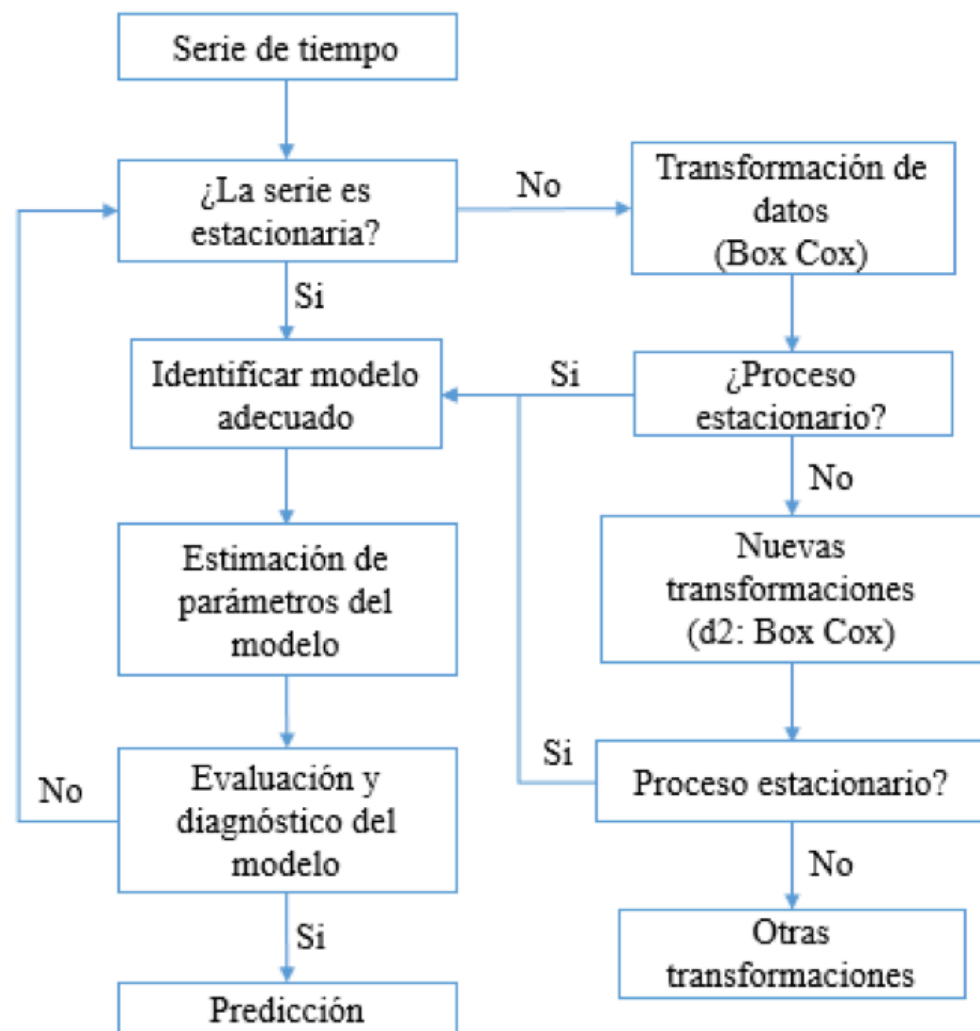 Serie de tiempo
¿La serie es
estacionaria?
No
Transformación de
datos
(Box Cox)
Si
Identificar modelo
adecuado
Si
¿Proceso
estacionario?
No
Estimación de
parámetros del
modelo
Nuevas
transformaciones
(d2: Box Cox)
No
Evaluación y
diagnóstico del
modelo
Si
Proceso estacionario?
No
Si
Otras
transformaciones
Predicción